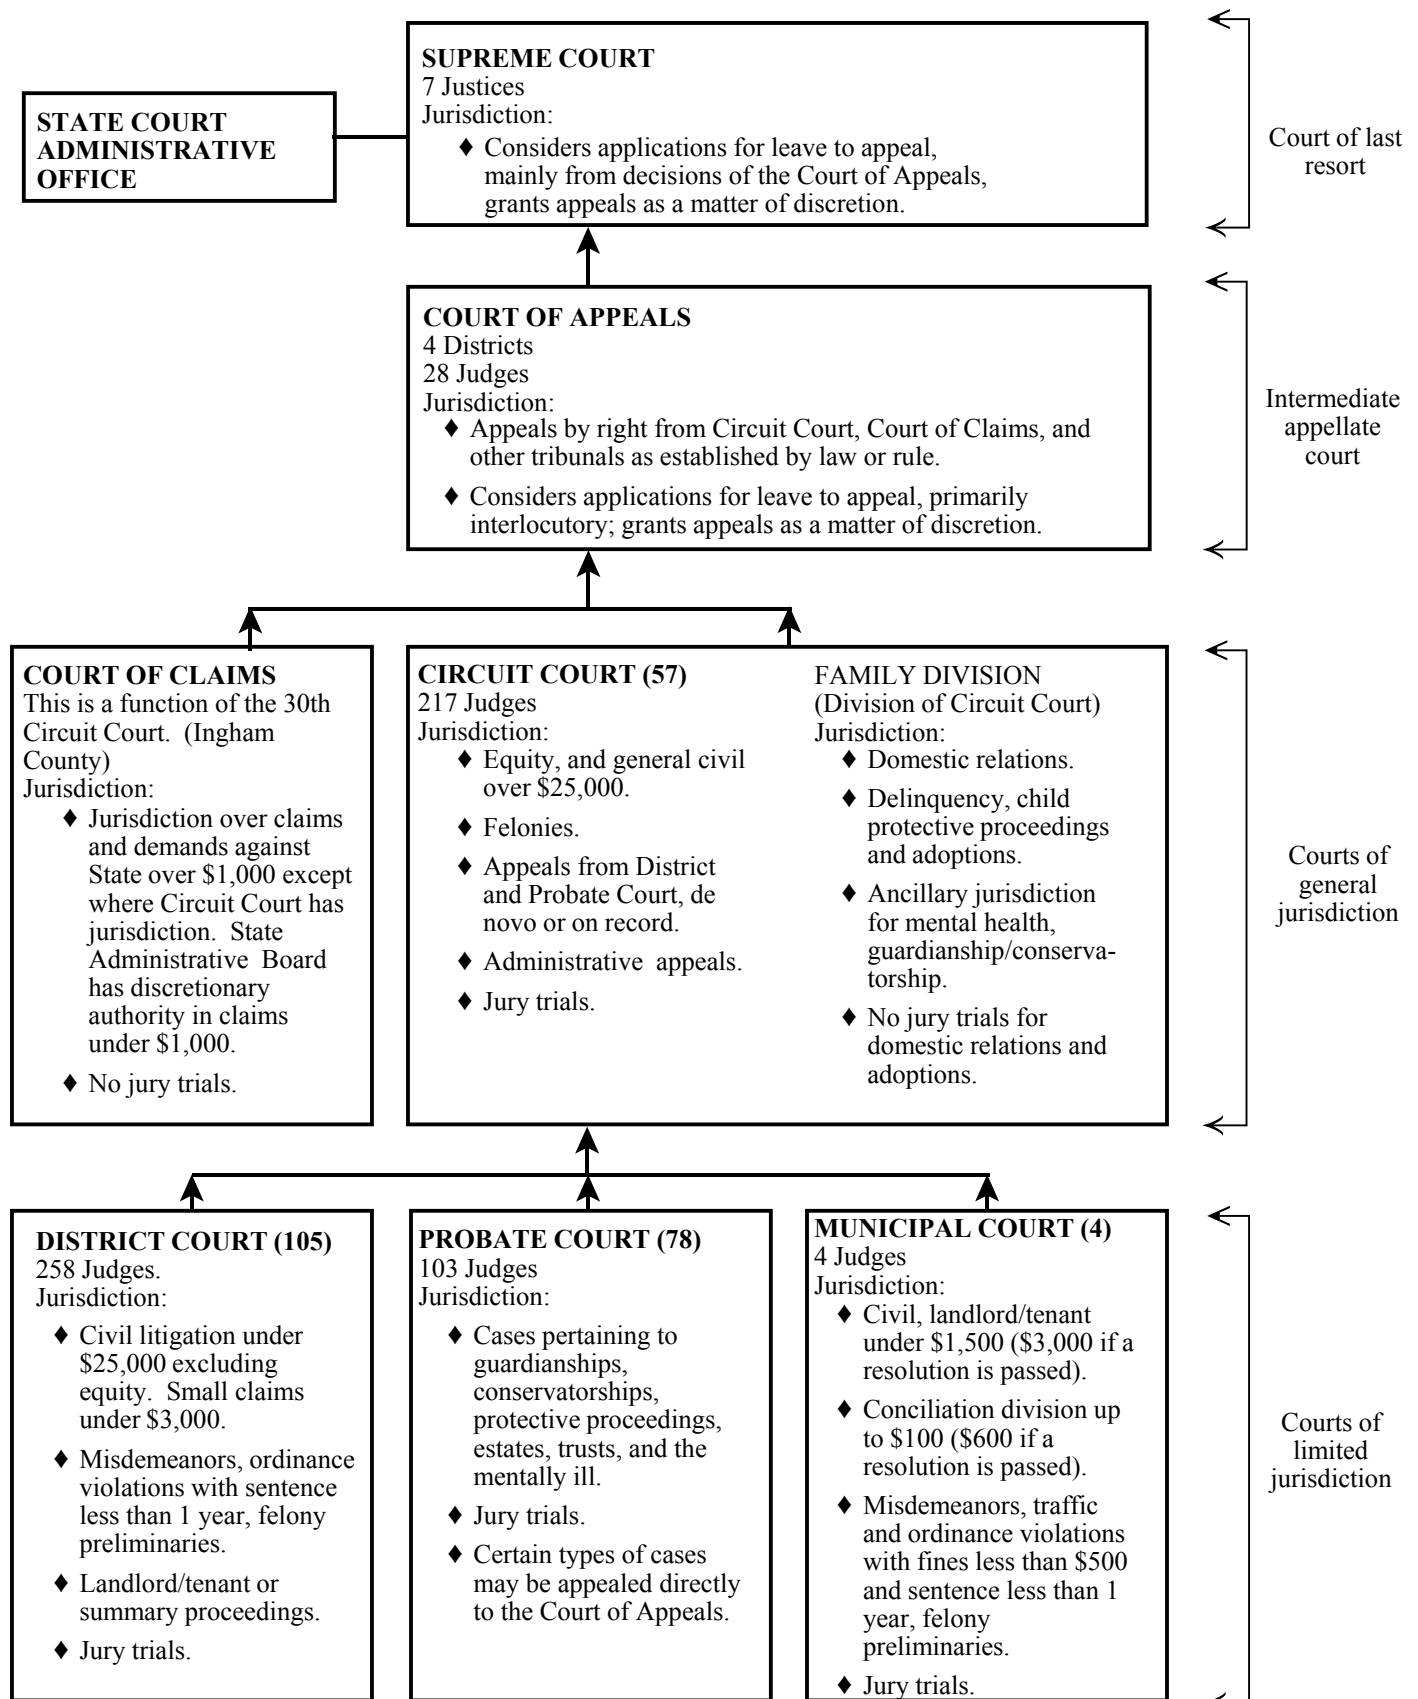 SUPREME COURT
7 Justices
Jurisdiction:
♦ Considers applications for leave to appeal,
mainly from decisions of the Court of Appeals,
grants appeals as a matter of discretion.
STATE COURT
ADMINISTRATIVE
OFFICE
Court of last
resort
COURT OF APPEALS
4 Districts
28 Judges
Jurisdiction:
♦ Appeals by right from Circuit Court, Court of Claims, and
other tribunals as established by law or rule.
♦ Considers applications for leave to appeal, primarily
interlocutory; grants appeals as a matter of discretion.
Intermediate
appellate
court
COURT OF CLAIMS
This is a function of the 30th
Circuit Court. (Ingham
County)
Jurisdiction:
♦ Jurisdiction over claims
and demands against
State over $1,000 except
where Circuit Court has
jurisdiction. State
Administrative Board
has discretionary
authority in claims
under $1,000.
♦ No jury trials.
CIRCUIT COURT (57)
217 Judges
Jurisdiction:
♦ Equity, and general civil
over $25,000.
♦ Felonies.
♦ Appeals from District
and Probate Court, de
novo or on record.
♦ Administrative appeals.
♦ Jury trials.
FAMILY DIVISION
(Division of Circuit Court)
Jurisdiction:
♦ Domestic relations.
♦ Delinquency, child
protective proceedings
and adoptions.
♦ Ancillary jurisdiction
for mental health,
guardianship/conserva-
torship.
♦ No jury trials for
domestic relations and
adoptions.
Courts of
general
jurisdiction
DISTRICT COURT (105)
258 Judges.
Jurisdiction:
♦ Civil litigation under
$25,000 excluding
equity. Small claims
under $3,000.
♦ Misdemeanors, ordinance
violations with sentence
less than 1 year, felony
preliminaries.
♦ Landlord/tenant or
summary proceedings.
♦ Jury trials.
PROBATE COURT (78)
103 Judges
Jurisdiction:
♦ Cases pertaining to
guardianships,
conservatorships,
protective proceedings,
estates, trusts, and the
mentally ill.
♦ Jury trials.
♦ Certain types of cases
may be appealed directly
to the Court of Appeals.
MUNICIPAL COURT (4)
4 Judges
Jurisdiction:
♦ Civil, landlord/tenant
under $1,500 ($3,000 if a
resolution is passed).
♦ Conciliation division up
to $100 ($600 if a
resolution is passed).
♦ Misdemeanors, traffic
and ordinance violations
with fines less than $500
and sentence less than 1
year, felony
preliminaries.
♦ Jury trials.
Courts of
limited
jurisdiction